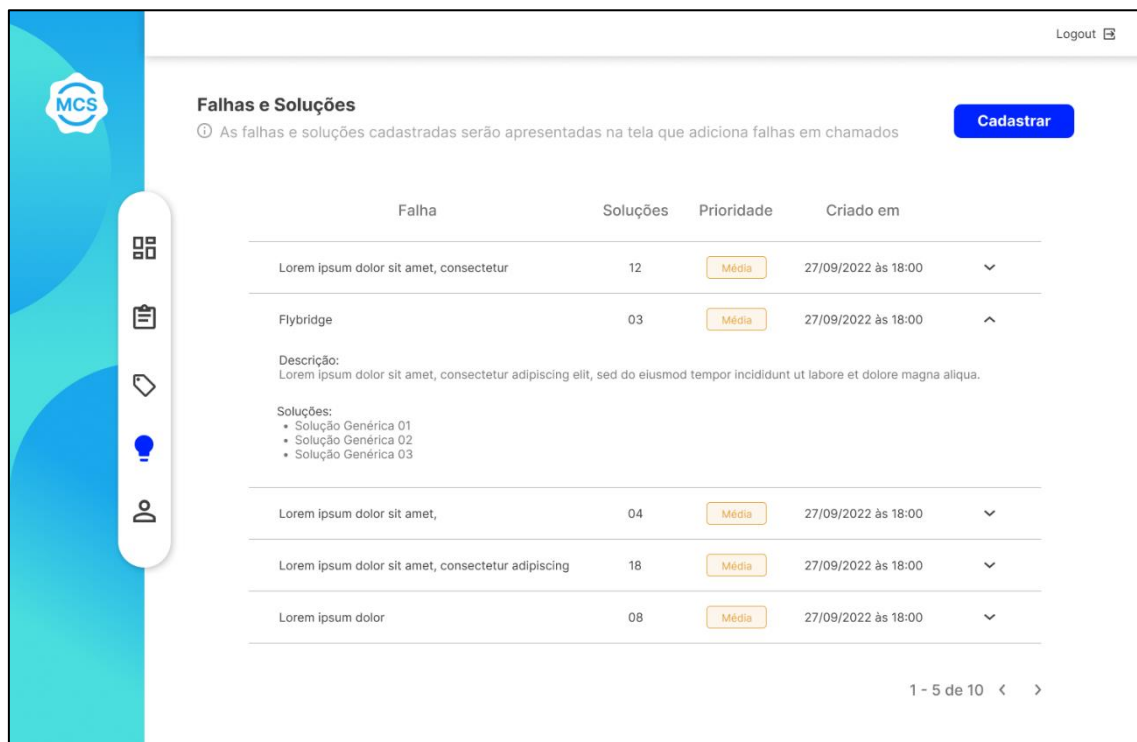 Logout
MCS
Falhas e Soluções
As falhas e soluções cadastradas serão apresentadas na tela que adiciona falhas em chamados
Cadastrar
Falha Soluções Prioridade Criado em
Lorem ipsum dolor sit amet, consectetur 12 Média 27/09/2022 às 18:00
Flybridge 03 Média 27/09/2022 às 18:00
Descrição:
Lorem ipsum dolor sit amet, consectetur adipiscing elit, sed do eiusmod tempor incididunt ut labore et dolore magna aliqua.
Soluções:
• Solução Genérica 01
• Solução Genérica 02
• Solução Genérica 03
Lorem ipsum dolor sit amet, 04 Média 27/09/2022 às 18:00
Lorem ipsum dolor sit amet, consectetur adipiscing 18 Média 27/09/2022 às 18:00
Lorem ipsum dolor 08 Média 27/09/2022 às 18:00
1 - 5 de 10